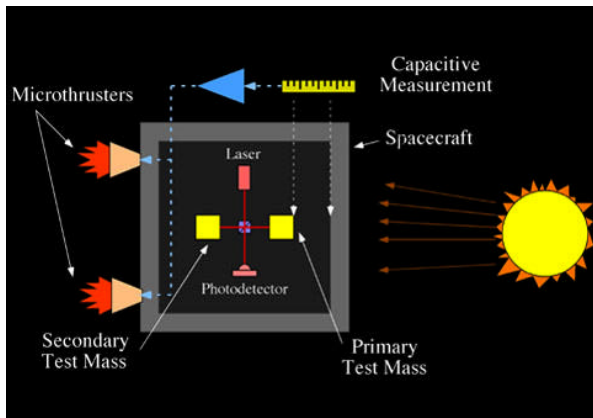 Capacitive
Measurement
Microthrusters
Spacecraft
Laser
Photodetector
Secondary
Test Mass
Primary
Test Mass